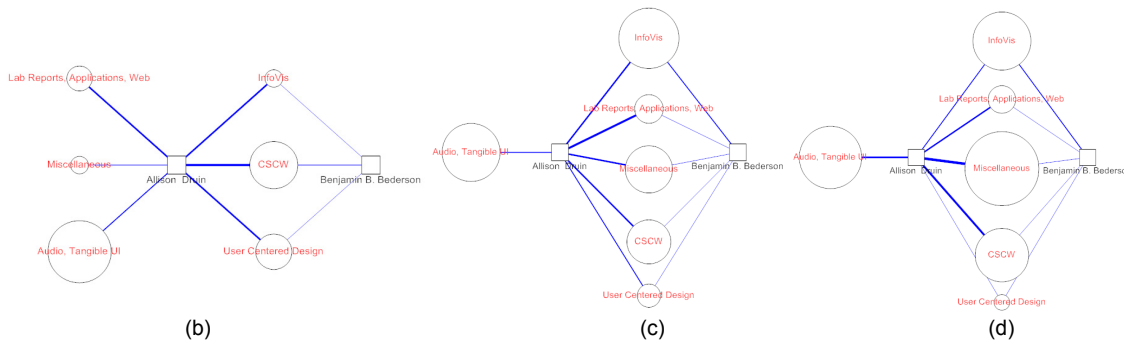 Lab Reports, Applications, Web
InfoVis
Miscellaneous
CSCW
Allison Druin
Benjamin B. Bederson
Audio, Tangible UI
User Centered Design
(b)
InfoVis
Lab Reports, Applications, Web
Audio, Tangible UI
Allison Druin
Miscellaneous
Benjamin B. Bederson
CSCW
User Centered Design
(c)
InfoVis
Lab Reports, Applications, Web
Audio, Tangible UI
Allison Druin
Miscellaneous
Benjamin B. Bederso
CSCW
User Centered Design
(d)